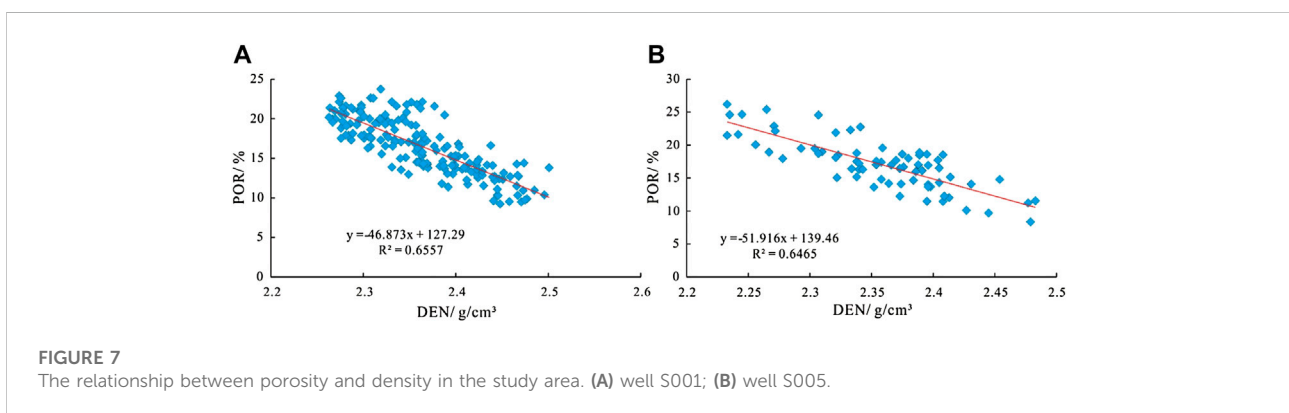 A
25
20
15
10
5
0
POR/ %
y =-46.873x + 127.29
R² = 0.6557
2.2 2.3 2.4 2.5 2.6
DEN/ g/cm³
B
30
25
20
15
10
5
0
POR/ %
y =-51.916x + 139.46
R² = 0.6465
2.2 2.25 2.3 2.35 2.4 2.45 2.5
DEN/ g/cm³
FIGURE 7
The relationship between porosity and density in the study area. (A) well S001; (B) well S005.